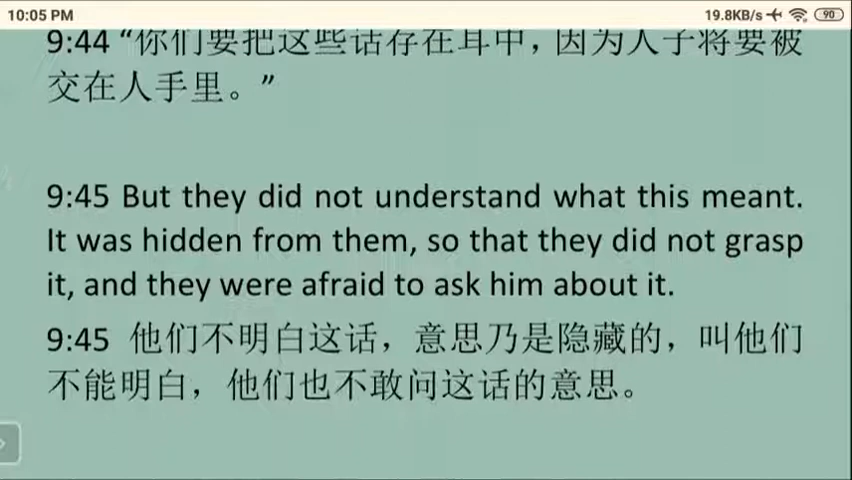 10:05 PM
19.8KB/s
90
9:44 “你们要把这些话存在耳中，因为人子将要被
交在人手里。”
9:45 But they did not understand what this meant.
It was hidden from them, so that they did not grasp
it, and they were afraid to ask him about it.
9:45 他们不明白这话，意思乃是隐藏的，叫他们
不能明白，他们也不敢问这话的意思。